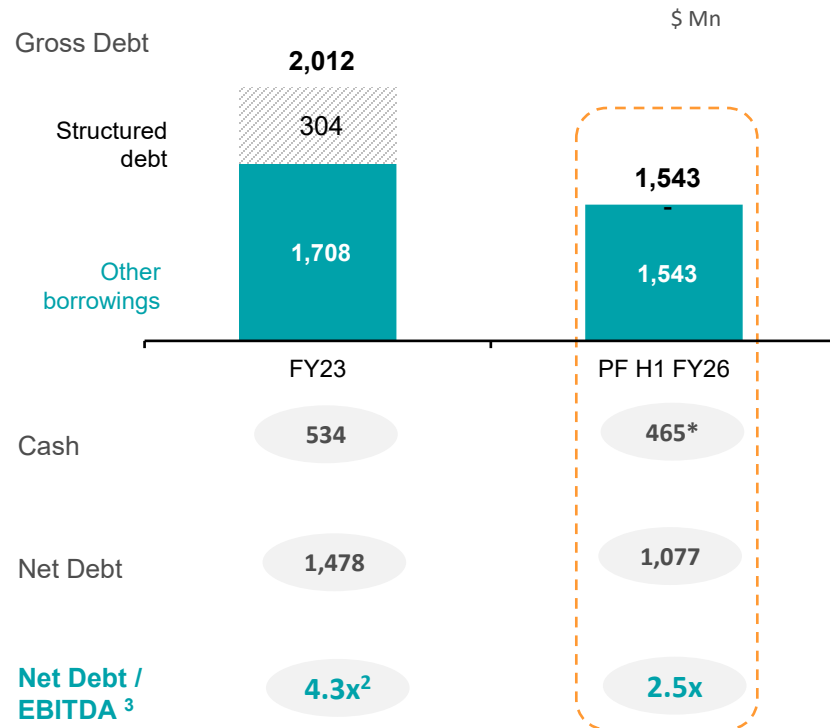 $ Mn
Gross Debt
2,012
Structured
debt
304
1,543
-
Other
borrowings
1,708
1,543
FY23
PF H1 FY26
Cash
534
465*
Net Debt
1,478
1,077
Net Debt /
EBITDA ³
4.3x²
2.5x